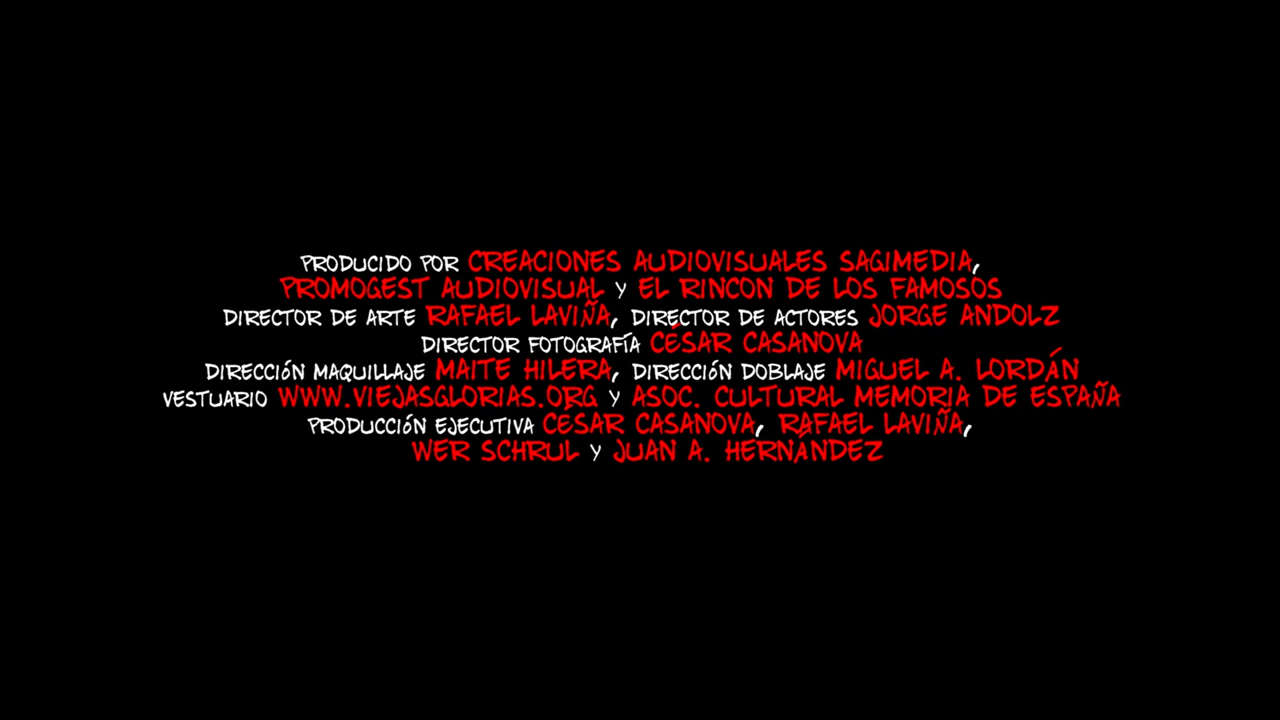 PRODUCIDO POR CREACIONES AUDIOVISUALES SAGIMEDIA,
PROMOGEST AUDIOVISUAL Y EL RINCON DE LOS FAMOSOS
DIRECTOR DE ARTE RAFAEL LAVIÑA, DIRECTOR DE ACTORES JORGE ANDOLZ
DIRECTOR FOTOGRAFÍA CÉSAR CASANOVA
DIRECCIÓN MAQUILLAJE MAITE HILERA, DIRECCIÓN DOBLAJE MIGUEL A. LORDÁN
VESTUARIO WWW.VIEJASGLORIAS.ORG Y ASOC. CULTURAL MEMORIA DE ESPAÑA
PRODUCCIÓN EJECUTIVA CÉSAR CASANOVA, RAFAEL LAVIÑA,
WER SCHRUL Y JUAN A. HERNÁNDEZ